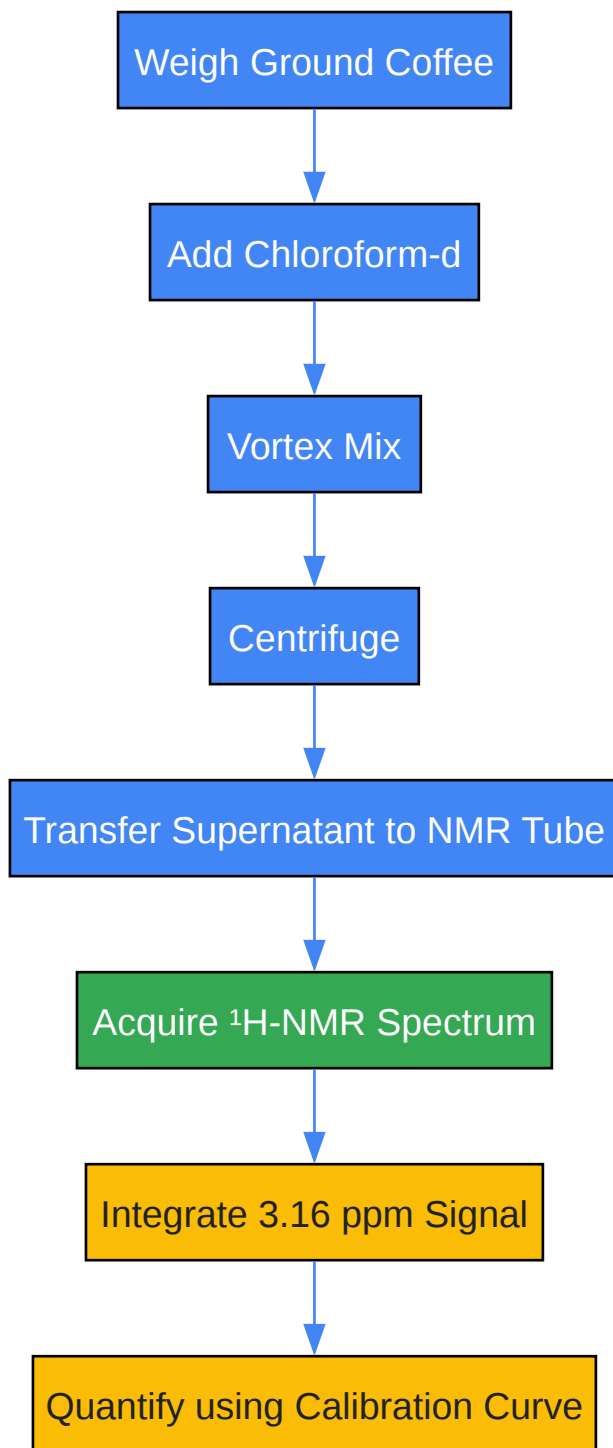 Weigh Ground Coffee
Add Chloroform-d
Vortex Mix
Centrifuge
Transfer Supernatant to NMR Tube
Acquire ¹H-NMR Spectrum
Integrate 3.16 ppm Signal
Quantify using Calibration Curve